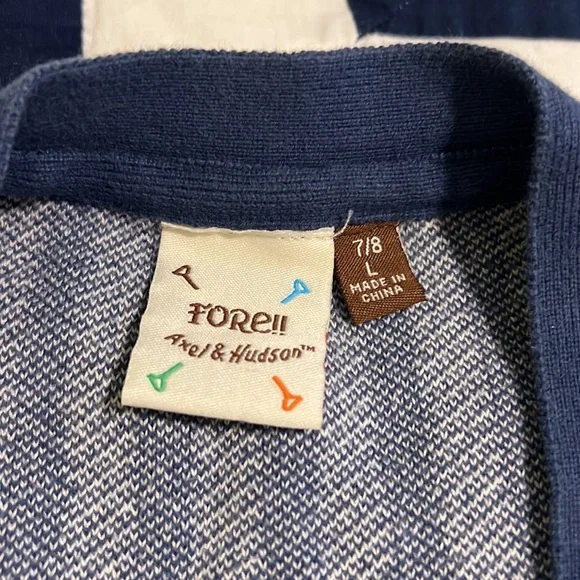 FORe!!
Axel & Hudson™
7/8
L
MADE IN
CHINA